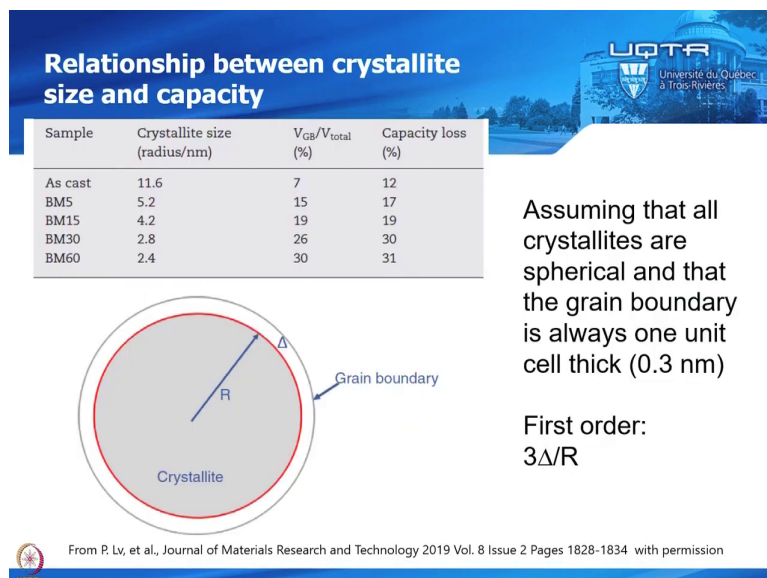 Relationship between crystallite
size and capacity
UQTR
Université du Québec
à Trois-Rivières
Sample Crystallite size V_GB/V_total Capacity loss
(radius/nm) (%) (%)
As cast 11.6 7 12
BM5 5.2 15 17
BM15 4.2 19 19
BM30 2.8 26 30
BM60 2.4 30 31
Assuming that all
crystallites are
spherical and that
the grain boundary
is always one unit
cell thick (0.3 nm)
First order:
3Δ/R
Δ
Grain boundary
R
Crystallite
From P. Lv, et al., Journal of Materials Research and Technology 2019 Vol. 8 Issue 2 Pages 1828-1834 with permission